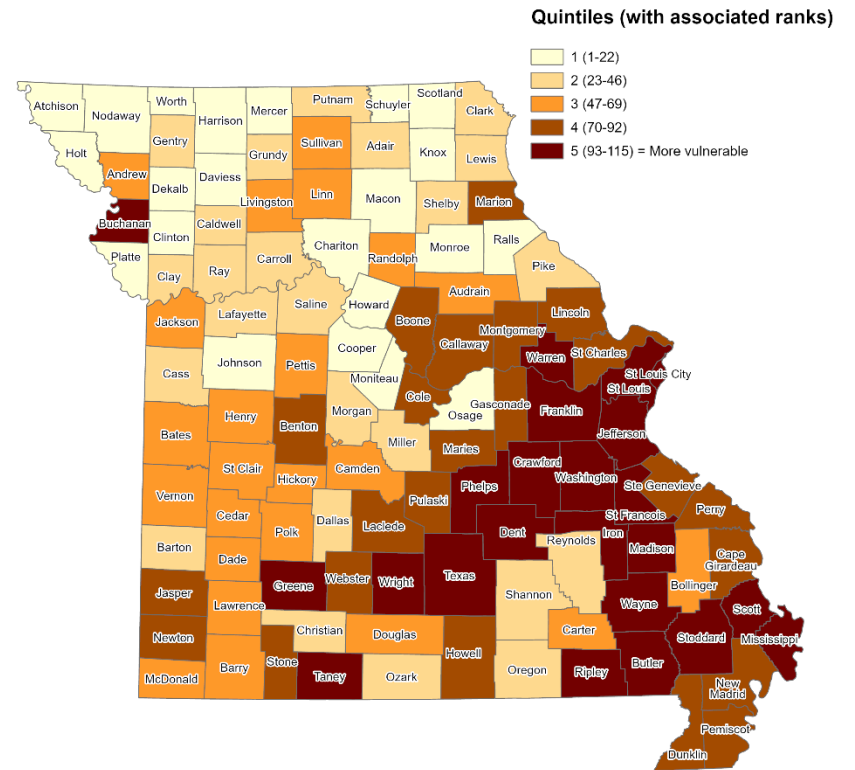 Quintiles (with associated ranks)
1 (1-22)
2 (23-46)
3 (47-69)
4 (70-92)
5 (93-115) = More vulnerable
Atchison
Nodaway
Worth
Harrison
Mercer
Putnam
Schuyler
Scotland
Clark
Holt
Gentry
Grundy
Sullivan
Adair
Knox
Lewis
Andrew
Dekalb
Daviess
Livingston
Linn
Macon
Shelby
Marion
Buchanan
Clinton
Caldwell
Chariton
Randolph
Monroe
Ralls
Platte
Clay
Ray
Carroll
Pike
Jackson
Lafayette
Saline
Howard
Audrain
Boone
Callaway
Montgomery
Lincoln
Cass
Johnson
Pettis
Cooper
Moniteau
Cole
Osage
Gasconade
Warren
St Charles
St Louis City
St Louis
Bates
Henry
Benton
Morgan
Miller
Maries
Franklin
Jefferson
Vernon
St Clair
Hickory
Camden
Pulaski
Phelps
Crawford
Washington
Ste Genevieve
St Francois
Perry
Cedar
Polk
Dallas
Laclede
Dent
Reynolds
Iron
Madison
Cape
Girardeau
Barton
Dade
Greene
Webster
Wright
Texas
Shannon
Wayne
Bollinger
Scott
Jasper
Lawrence
Christian
Douglas
Carter
Stoddard
Mississippi
Newton
Stone
Howell
Butler
McDonald
Barry
Taney
Ozark
Oregon
Ripley
New
Madrid
Pemiscot
Dunklin